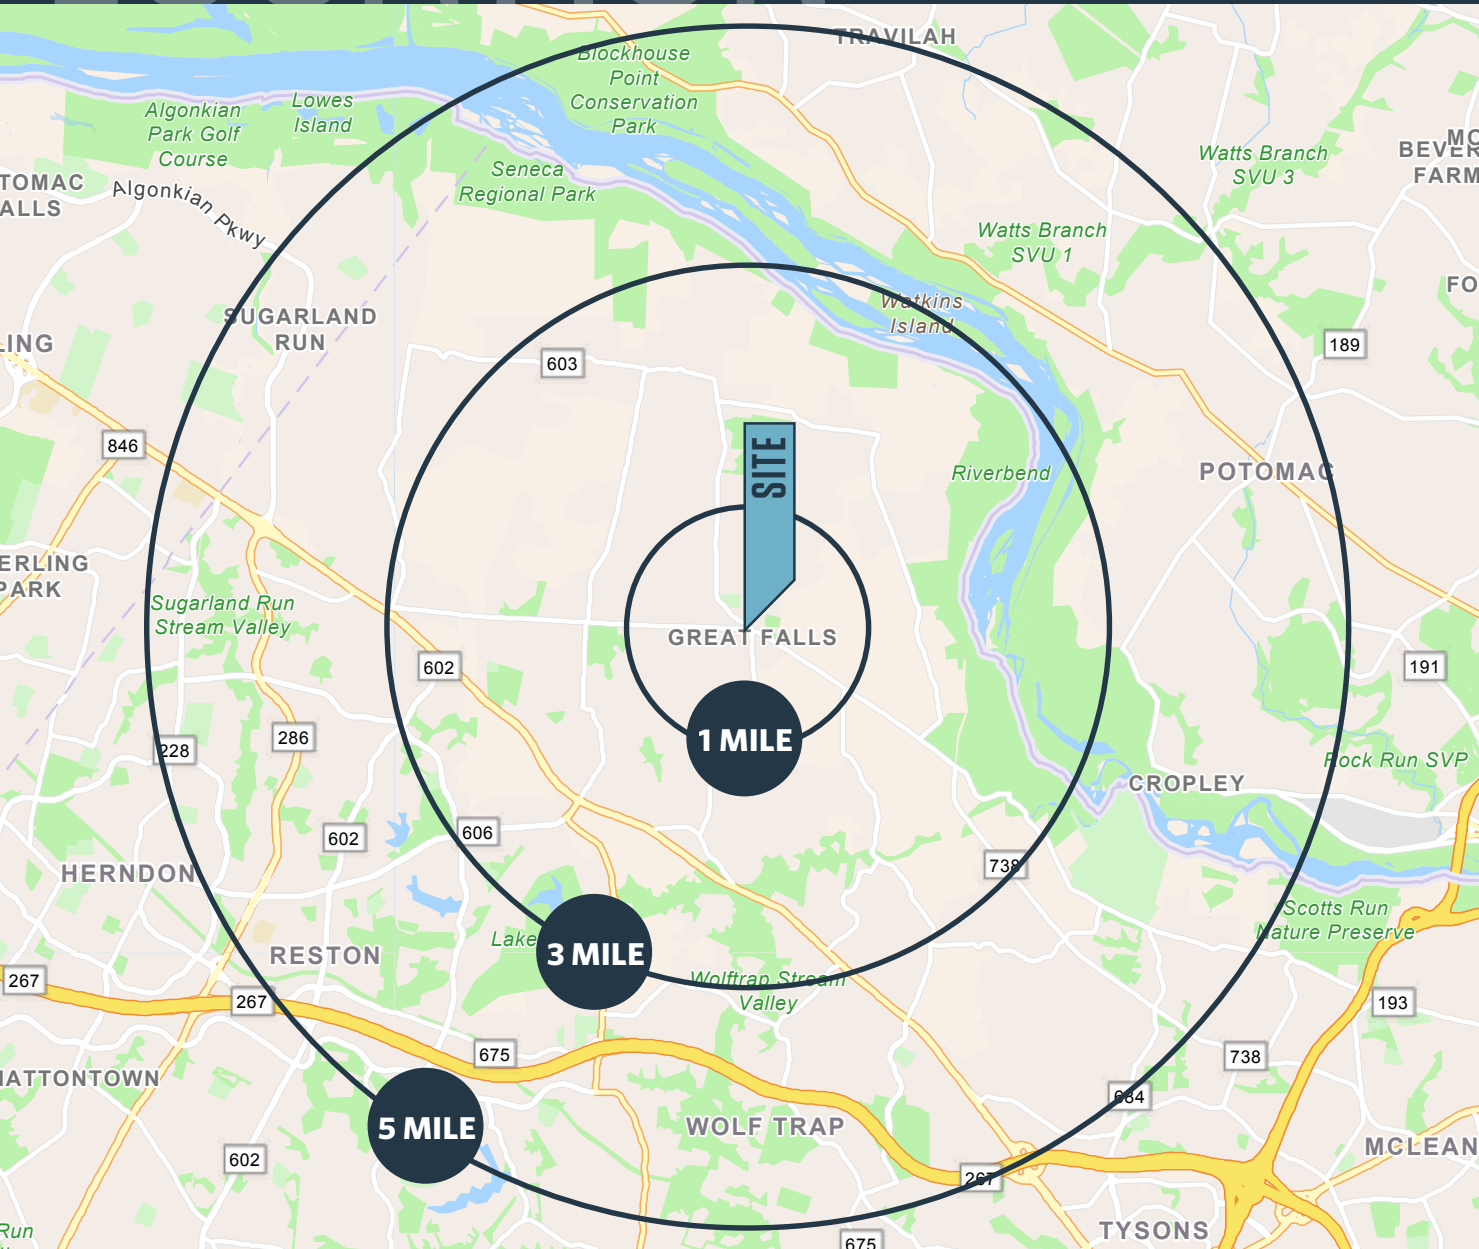 TRAVILAH
Blockhouse
Point
Conservation
Park
Algonkian
Park Golf
Course
Lowes
Island
Seneca
Regional Park
Watts Branch
SVU 3
BEVER
FARM
TOMAC
ALLS
Algonkian Pkwy
Watts Branch
SVU 1
Watkins
Island
FO
SUGARLAND
RUN
LING
603
189
846
SITE
Riverbend
POTOMAC
ERLING
PARK
Sugarland Run
Stream Valley
GREAT FALLS
602
191
286
228
1 MILE
Rock Run SVP
CROPLEY
602
606
738
HERNDON
Scotts Run
Nature Preserve
Lake
3 MILE
RESTON
267
267
Wolftrap Stream
Valley
193
675
738
HATTONTOWN
684
5 MILE
WOLF TRAP
MCLEAN
602
267
Run
TYSONS
675